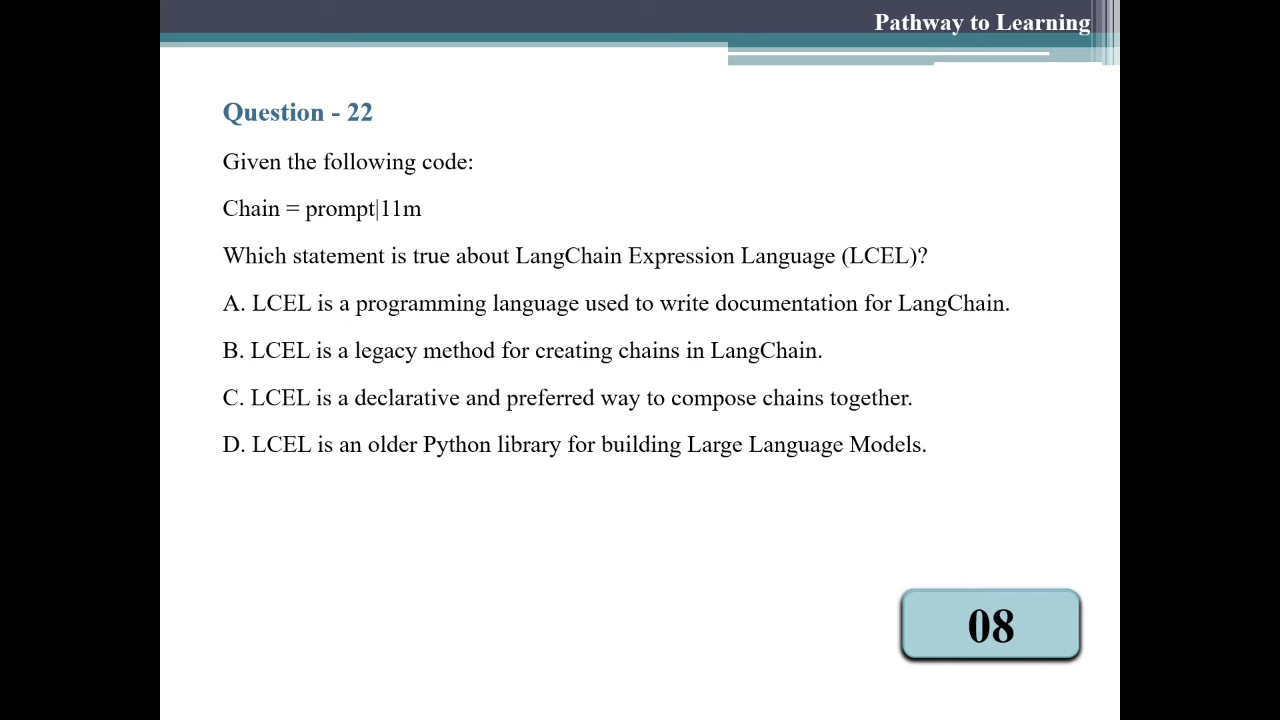 Pathway to Learning
Question - 22
Given the following code:
Chain = prompt|11m
Which statement is true about LangChain Expression Language (LCEL)?
A. LCEL is a programming language used to write documentation for LangChain.
B. LCEL is a legacy method for creating chains in LangChain.
C. LCEL is a declarative and preferred way to compose chains together.
D. LCEL is an older Python library for building Large Language Models.
08